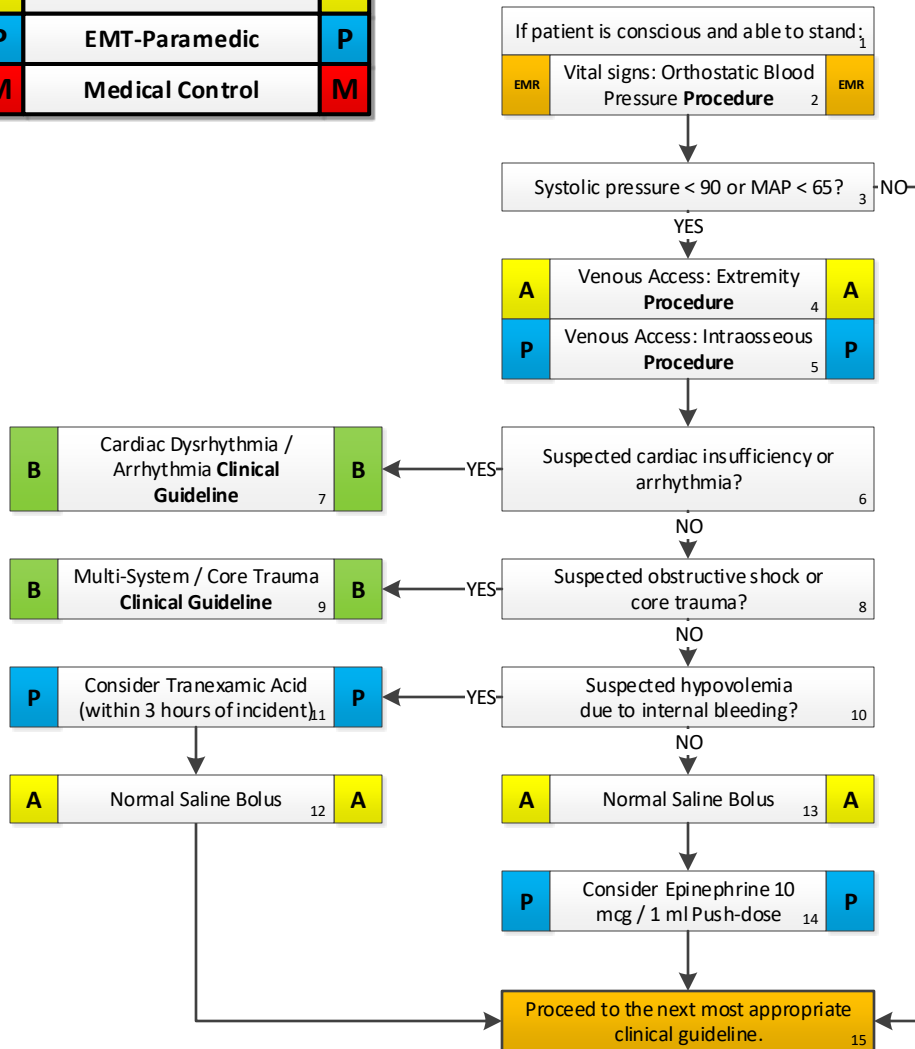 P EMT-Paramedic P
M Medical Control M
If patient is conscious and able to stand:
1
EMR Vital signs: Orthostatic Blood EMR
Pressure Procedure 2
Systolic pressure < 90 or MAP < 65? 3
NO
YES
A Venous Access: Extremity A
Procedure 4
P Venous Access: Intraosseous P
Procedure 5
B Cardiac Dysrhythmia / B
Arrhythmia Clinical
Guideline 7
YES
Suspected cardiac insufficiency or
arrhythmia?
6
NO
B Multi-System / Core Trauma B
Clinical Guideline 9
YES
Suspected obstructive shock or
core trauma? 8
NO
P Consider Tranexamic Acid P
(within 3 hours of incident) 11
YES
Suspected hypovolemia
due to internal bleeding? 10
NO
A Normal Saline Bolus 12 A
A Normal Saline Bolus 13 A
P Consider Epinephrine 10 P
mcg / 1 ml Push-dose 14
Proceed to the next most appropriate
clinical guideline. 15